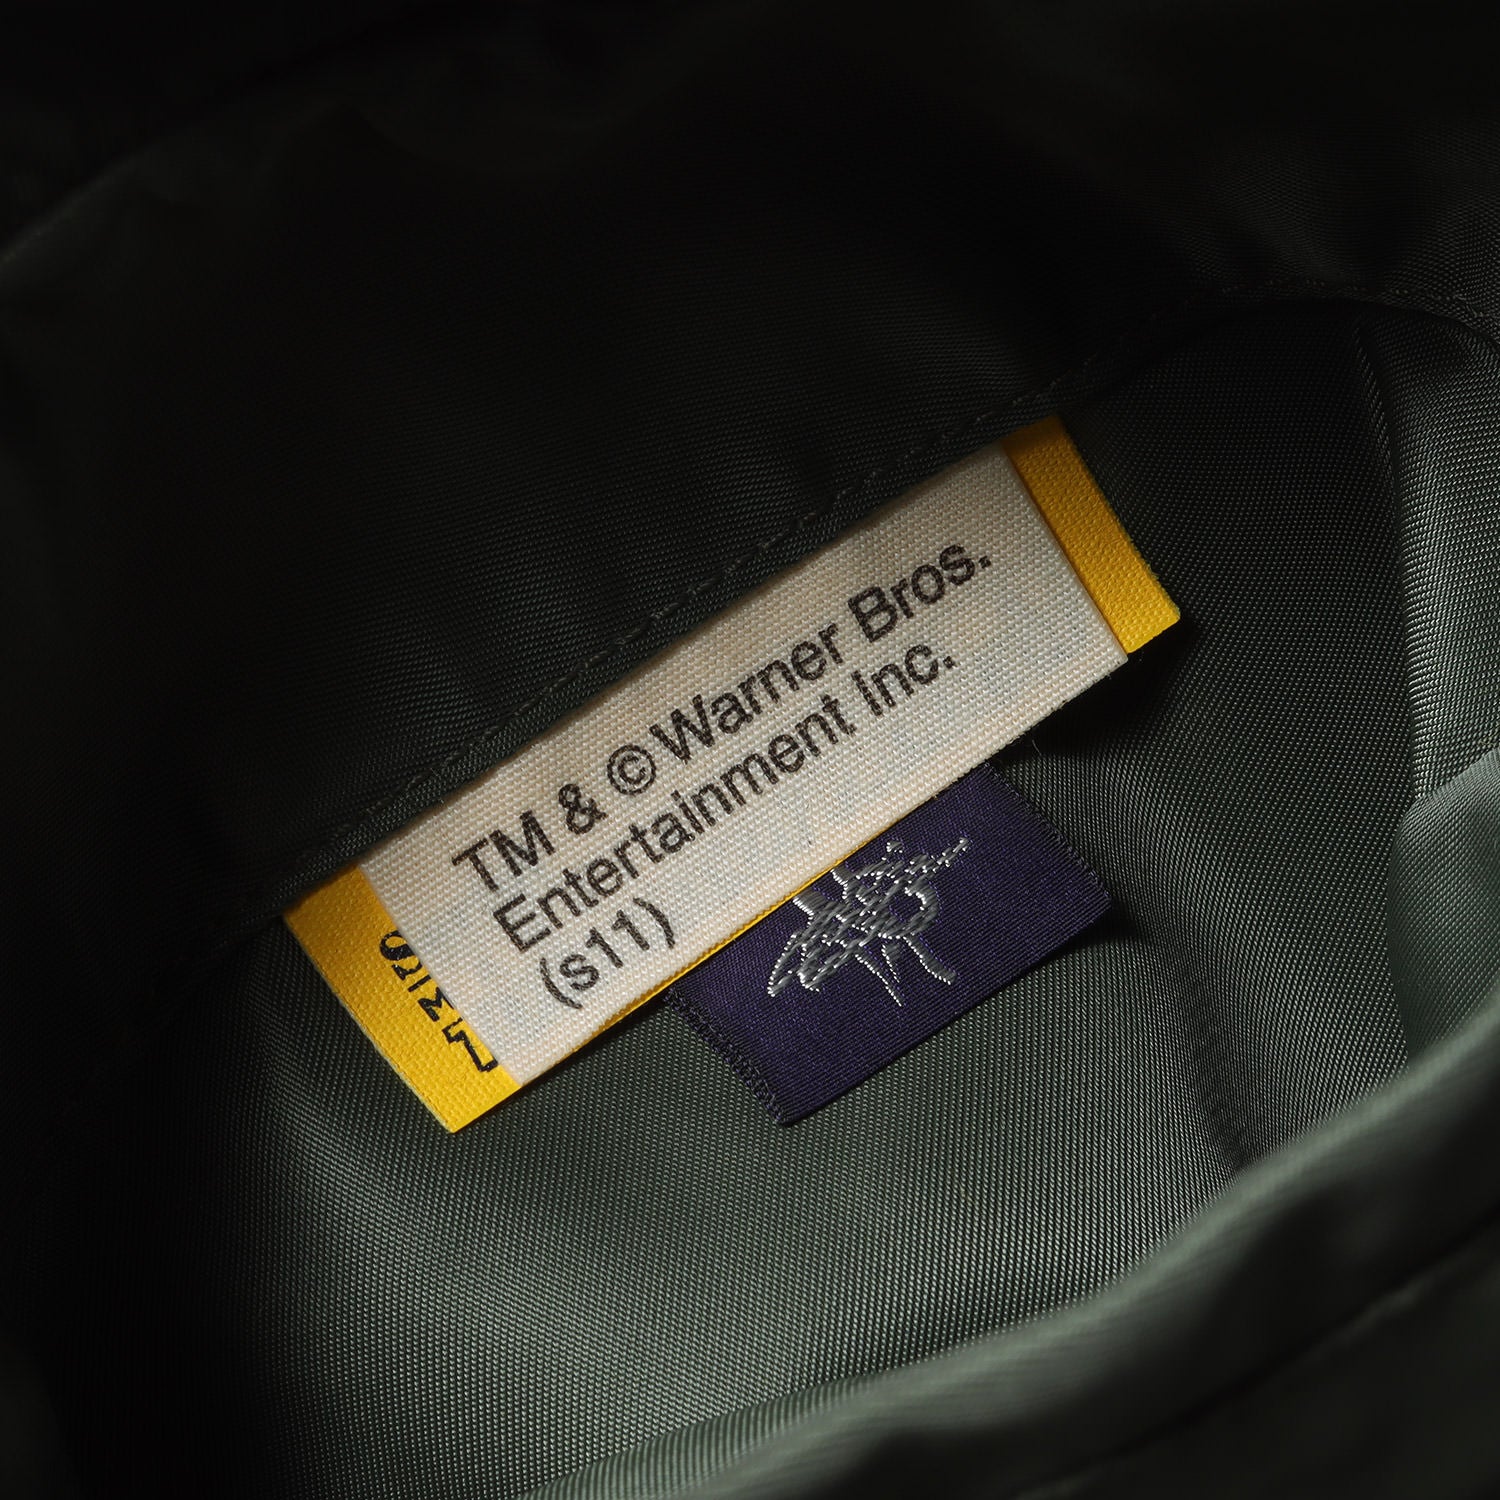 TM & ©Warner Bros.
Entertainment Inc.
(s11)